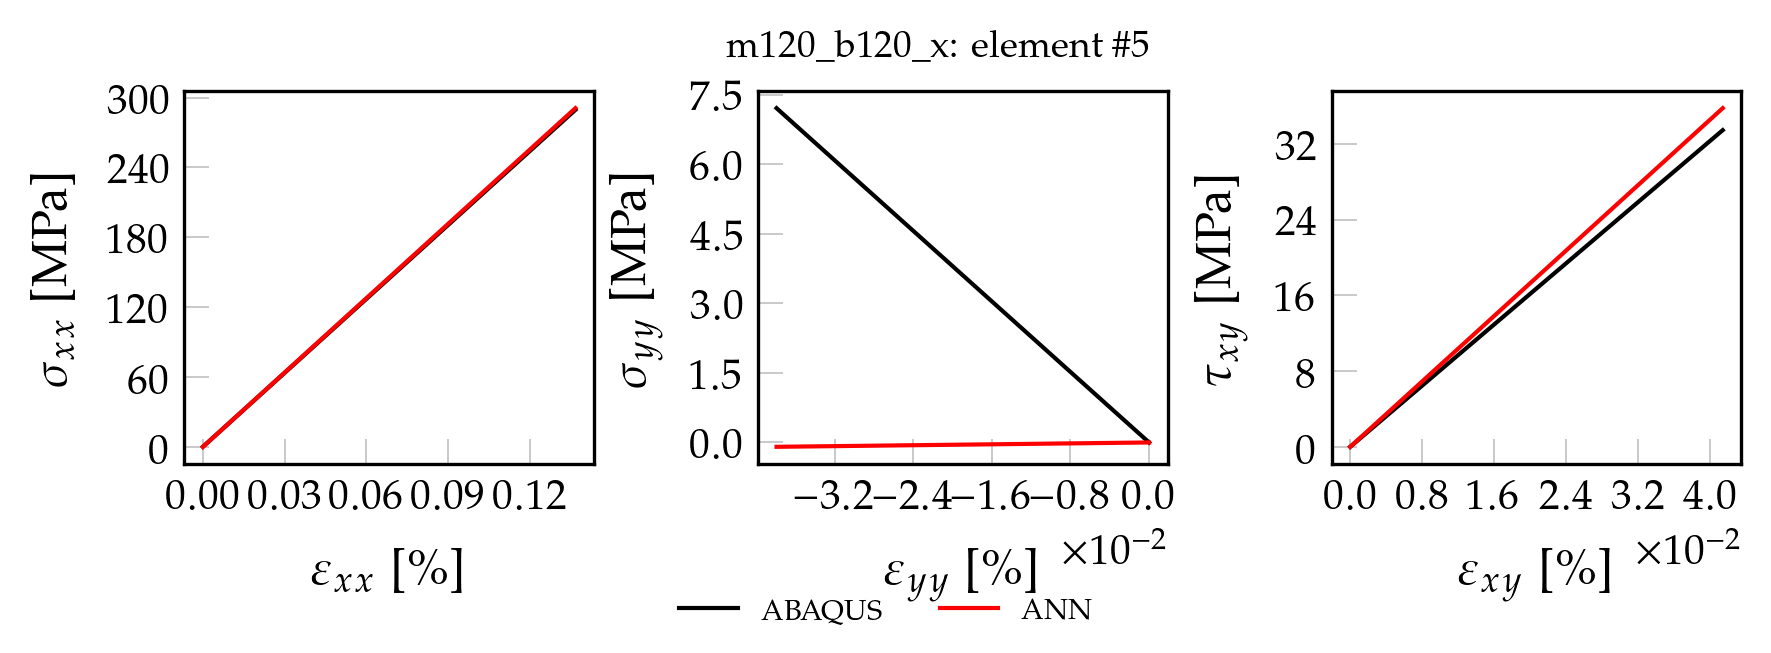 m120_b120_x: element #5
300
240
180
120
60
0
σxx [MPa]
0.00 0.03 0.06 0.09 0.12
εxx [%]
7.5
6.0
4.5
3.0
1.5
0.0
σyy [MPa]
−3.2 −2.4 −1.6 −0.8 0.0
×10−2
εyy [%]
32
24
16
8
0
τxy [MPa]
0.0 0.8 1.6 2.4 3.2 4.0
×10−2
εxy [%]
ABAQUS ANN